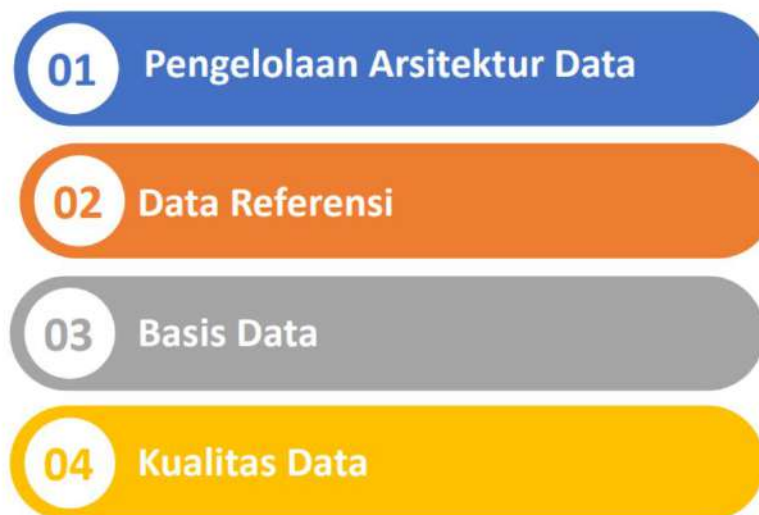 01 Pengelolaan Arsitektur Data
02 Data Referensi
03 Basis Data
04 Kualitas Data